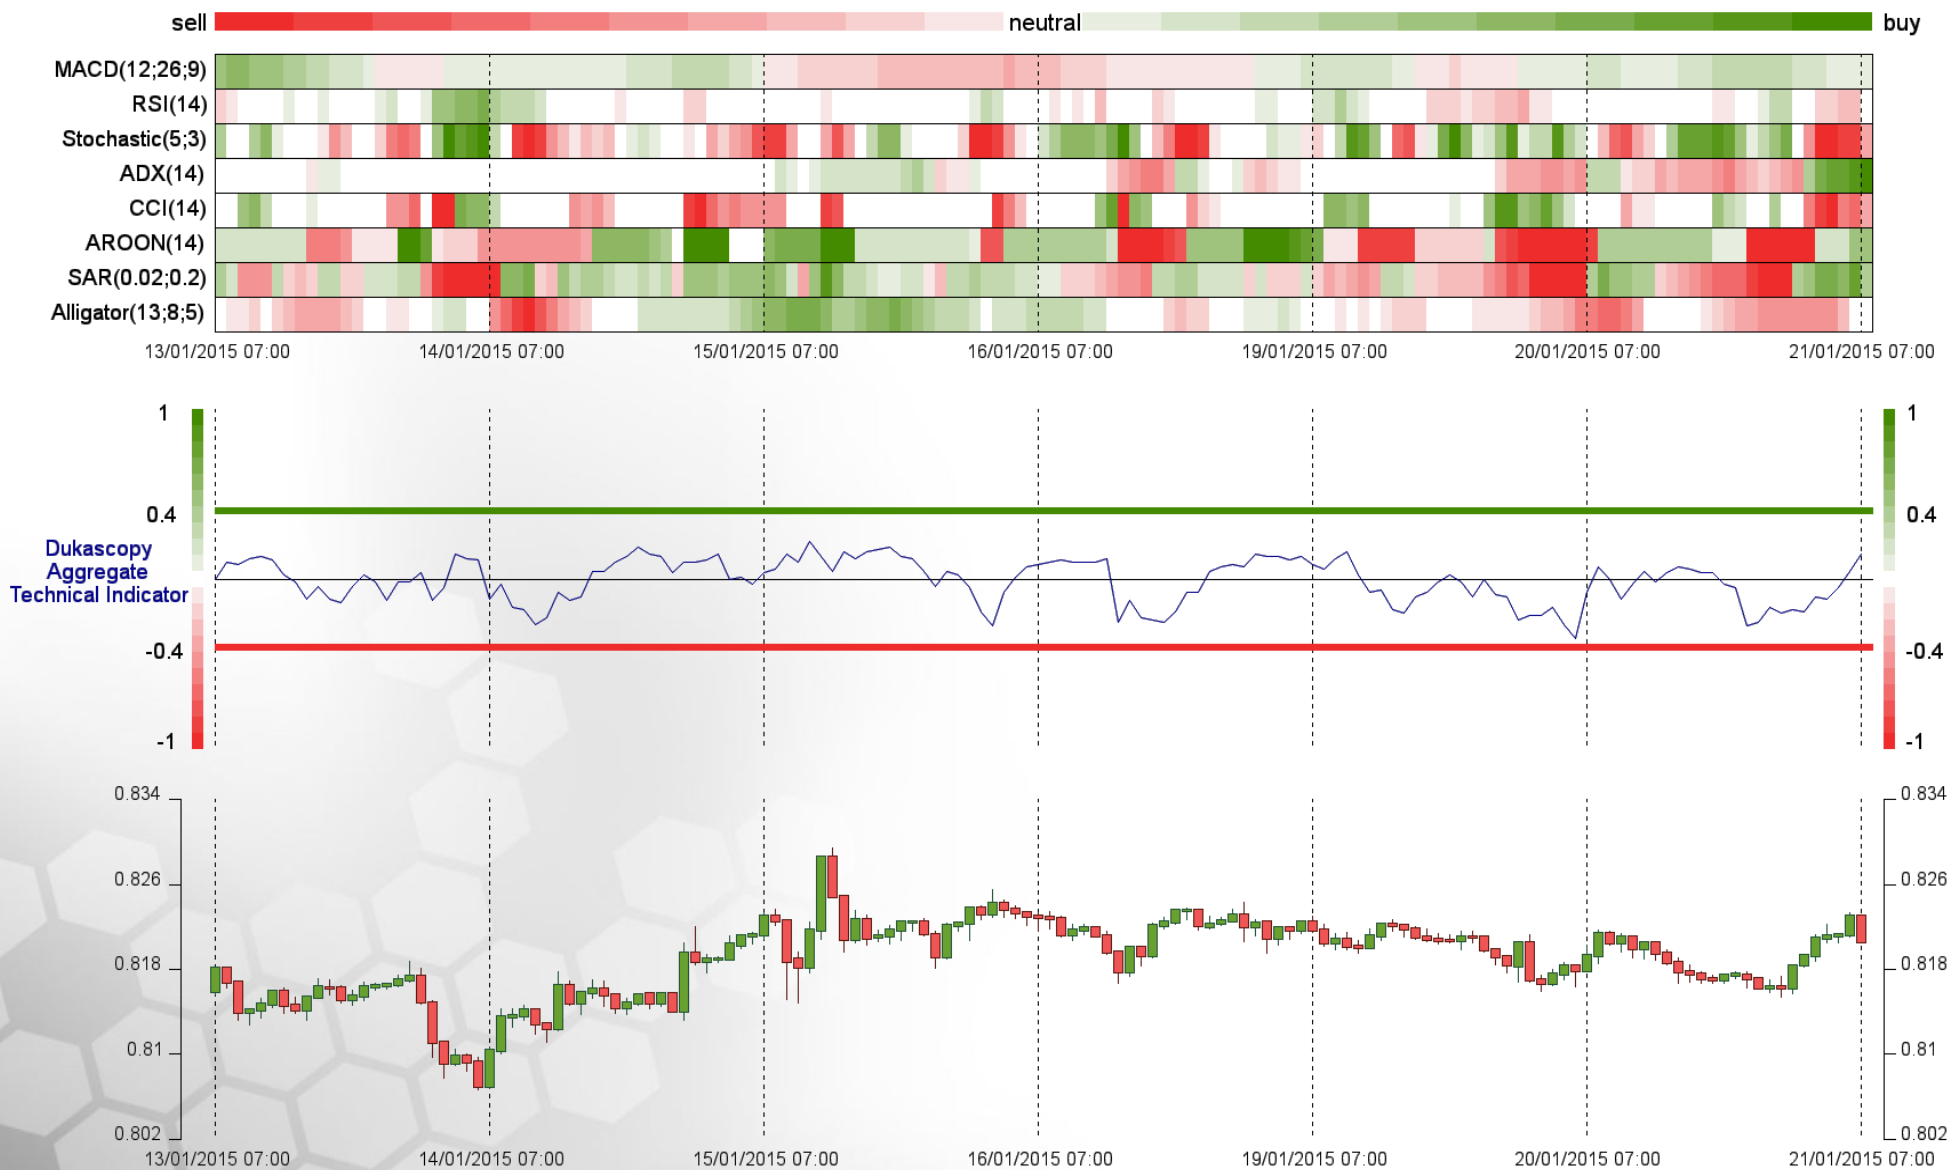 sell neutral buy
MACD(12;26;9)
RSI(14)
Stochastic(5;3)
ADX(14)
CCI(14)
AROON(14)
SAR(0.02;0.2)
Alligator(13;8;5)
13/01/2015 07:00 14/01/2015 07:00 15/01/2015 07:00 16/01/2015 07:00 19/01/2015 07:00 20/01/2015 07:00 21/01/2015 07:00
1 1
0.4 0.4
Dukascopy
Aggregate
Technical Indicator
-0.4 -0.4
-1 -1
0.834 0.834
0.826 0.826
0.818 0.818
0.81 0.81
0.802 0.802
13/01/2015 07:00 14/01/2015 07:00 15/01/2015 07:00 16/01/2015 07:00 19/01/2015 07:00 20/01/2015 07:00 21/01/2015 07:00